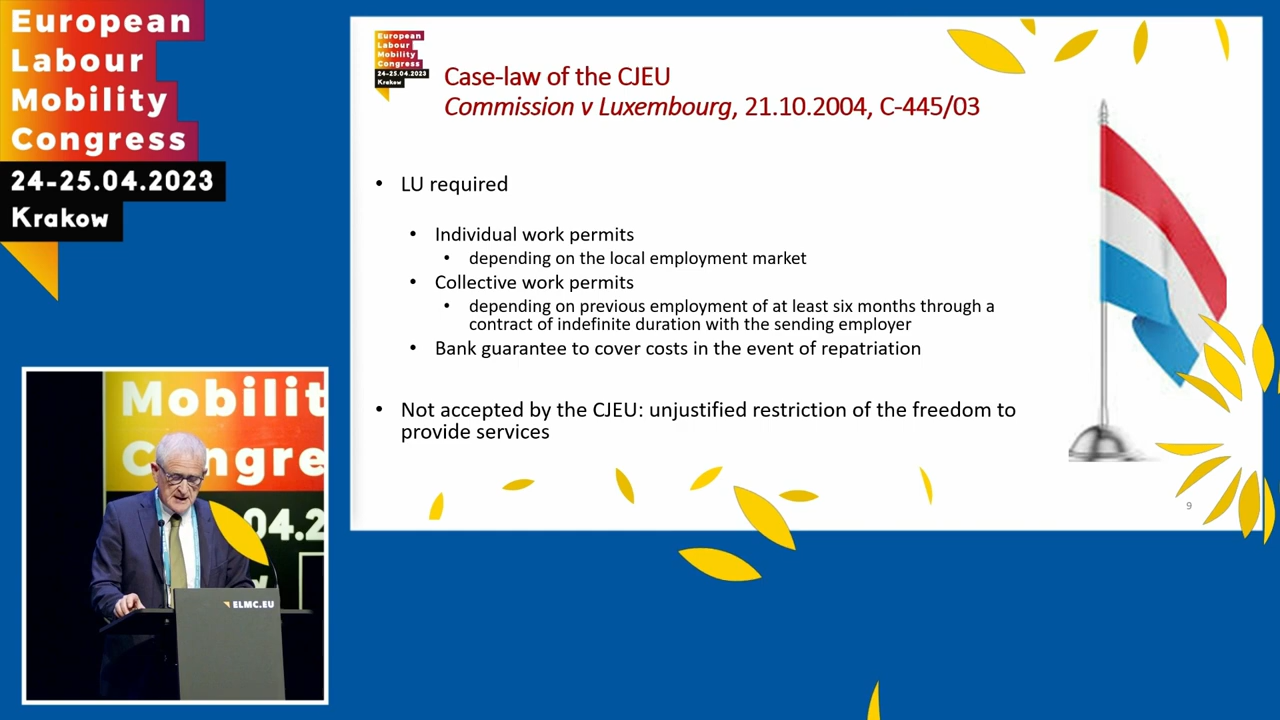 European
Labour
Mobility
Congress
24-25.04.2023
Krakow
European
Labour
Mobility
Congress
24-25.04.2023
Krakow
Case-law of the CJEU
Commission v Luxembourg, 21.10.2004, C-445/03
• LU required
• Individual work permits
• depending on the local employment market
• Collective work permits
• depending on previous employment of at least six months through a
contract of indefinite duration with the sending employer
• Bank guarantee to cover costs in the event of repatriation
• Not accepted by the CJEU: unjustified restriction of the freedom to
provide services
9
Mobilit
C ngre
04.2
w
ELMC.EU